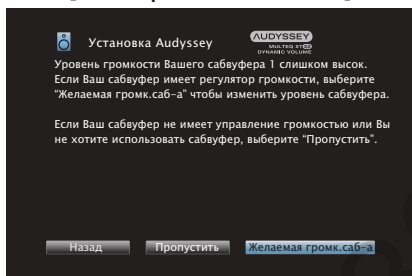 Установка Audyssey
AUDYSSEY
MULTEQ XT32
DYNAMIC VOLUME
Уровень громкости Вашего сабвуфера 1 слишком высок.
Если Ваш сабвуфер имеет регулятор громкости, выберите
"Желаемая громк.саб-а" чтобы изменить уровень сабвуфера.
Если Ваш сабвуфер не имеет управление громкостью или Вы
не хотите использовать сабвуфер, выберите "Пропустить".
Назад Пропустить Желаемая громк.саб-а